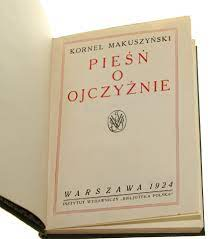 KORNEL MAKUSZYŃSKI
PIEŚŃ
O
OJCZYŹNIE
WARSZAWA 1924
INSTYTUT WYDAWNICZY „BIBLJOTEKA POLSKA”